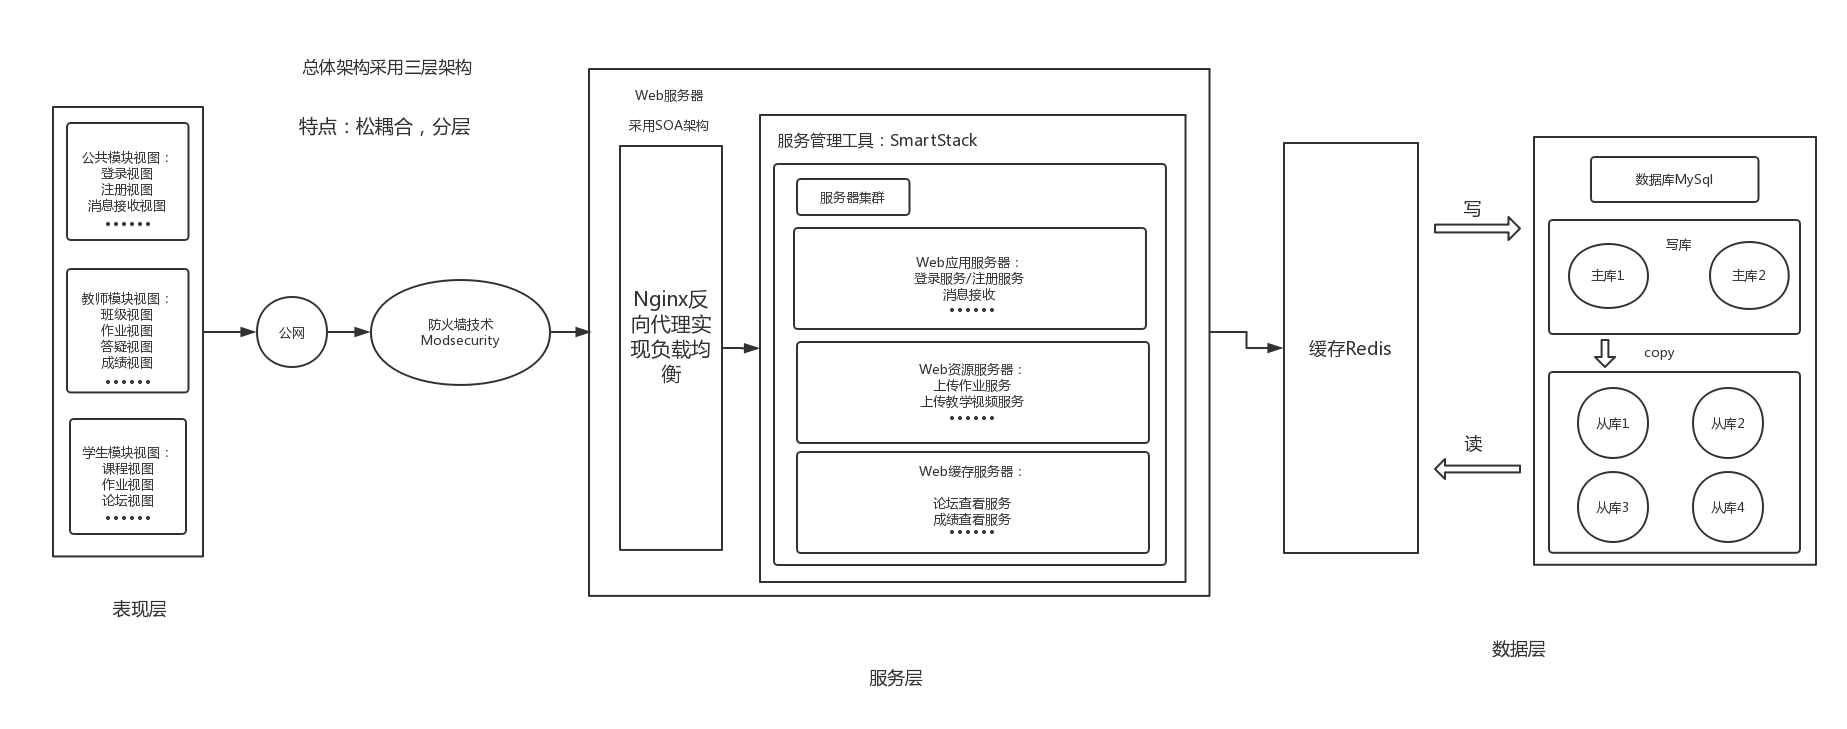 总体架构采用三层架构
特点：松耦合，分层
公共模块视图：
登录视图
注册视图
消息接收视图
••••••
教师模块视图：
班级视图
作业视图
答疑视图
成绩视图
••••••
学生模块视图：
课程视图
作业视图
论坛视图
••••••
表现层
公网
防火墙技术
Modsecurity
Web服务器
采用SOA架构
Nginx反
向代理实
现负载均
衡
服务管理工具：SmartStack
服务器集群
Web应用服务器：
登录服务/注册服务
消息接收
••••••
Web资源服务器：
上传作业服务
上传教学视频服务
••••••
Web缓存服务器：
论坛查看服务
成绩查看服务
••••••
服务层
缓存Redis
写
读
数据库MySql
写库
主库1
主库2
copy
从库1
从库2
从库3
从库4
数据层